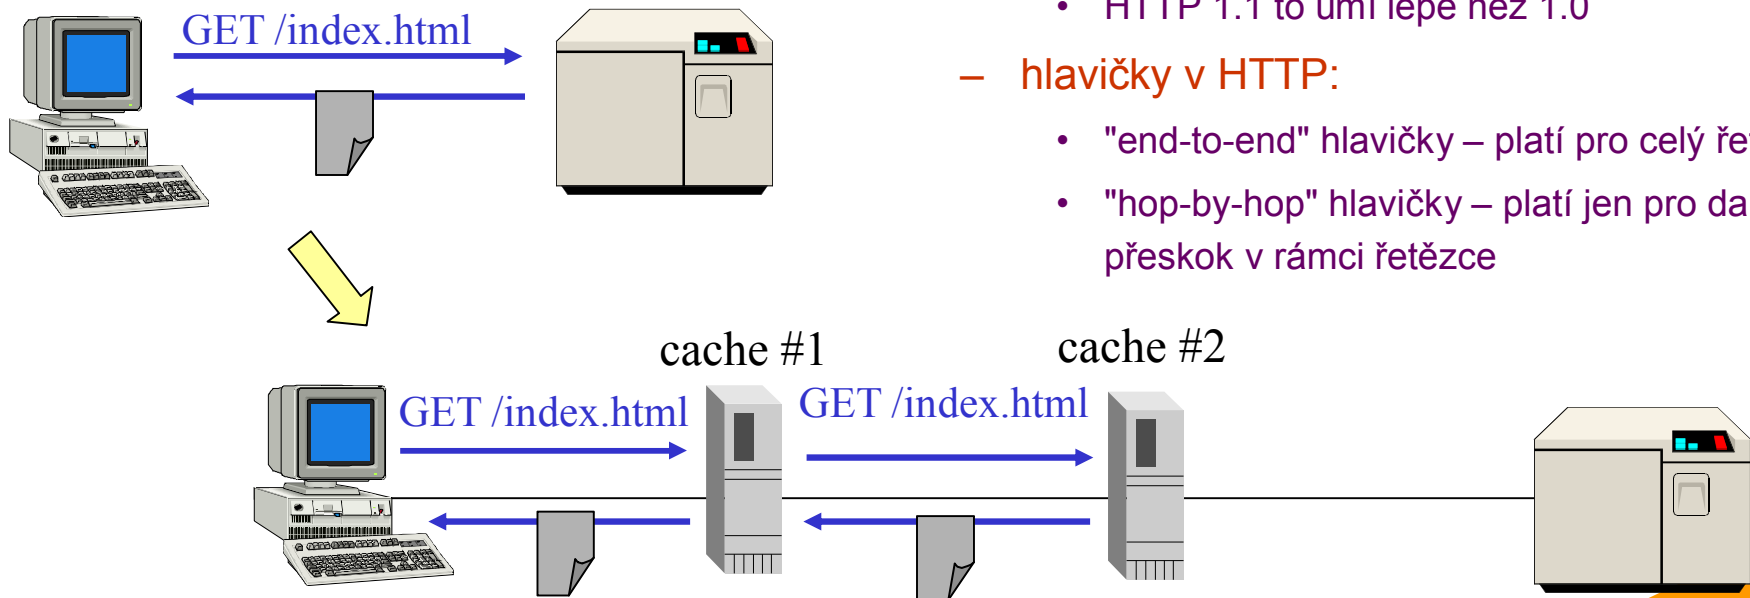 GET /index.html
• HTTP 1.1 to umí lépe než 1.0
– hlavičky v HTTP:
• "end-to-end" hlavičky – platí pro celý
• "hop-by-hop" hlavičky – platí jen pro
přeskok v rámci řetězce
cache #1
cache #2
GET /index.html
GET /index.html